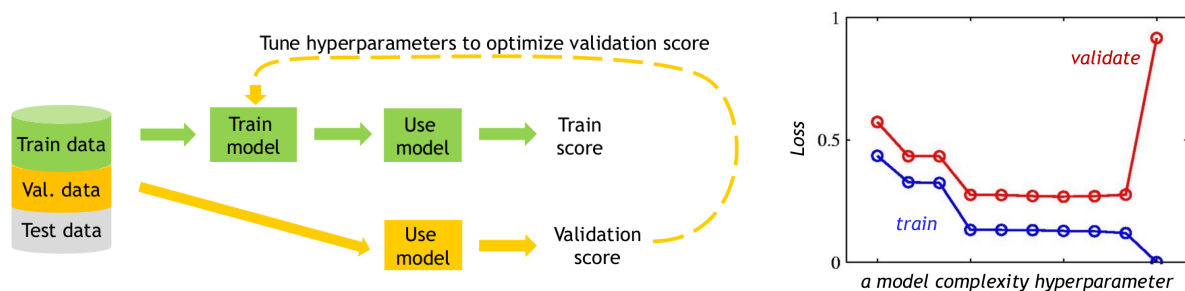 Tune hyperparameters to optimize validation score
Train data
Val. data
Test data
Train
model
Use
model
Train
score
Use
model
Validation
score
1
0.5
0
Loss
validate
train
a model complexity hyperparameter